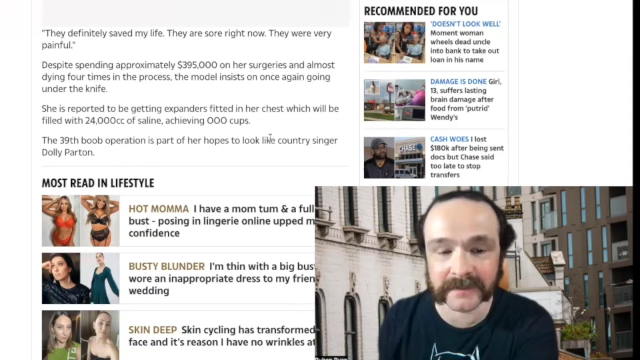 "They definitely saved my life. They are sore right now. They were very
painful."
Despite spending approximately $395,000 on her surgeries and almost
dying four times in the process, the model insists on once again going
under the knife.
She is reported to be getting expanders fitted in her chest which will be
filled with 24,000cc of saline, achieving OOO cups.
The 39th boob operation is part of her hopes to look like country singer
Dolly Parton.
MOST READ IN LIFESTYLE
HOT MOMMA I have a mom tum & a full
bust - posing in lingerie online upped m
confidence
BUSTY BLUNDER I'm thin with a big bus
wore an inappropriate dress to my frien
wedding
SKIN DEEP Skin cycling has transformed
face and it's reason I have no wrinkles at
RECOMMENDED FOR YOU
'DOESN'T LOOK WELL'
Moment woman
wheels dead uncle
into bank to take out
loan in his name
DAMAGE IS DONE Girl,
13, suffers lasting
brain damage after
food from 'putrid'
Wendy's
CASH WOES I lost
$180k after being sent
docs but Chase said
too late to stop
transfers
CHASE